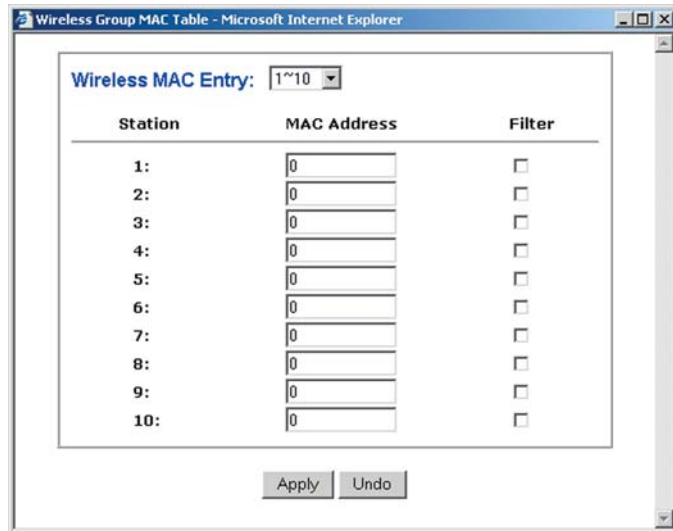 Wireless Group MAC Table - Microsoft Internet Explorer
Wireless MAC Entry: 1~10
Station MAC Address Filter
1: 0
2: 0
3: 0
4: 0
5: 0
6: 0
7: 0
8: 0
9: 0
10: 0
Apply Undo